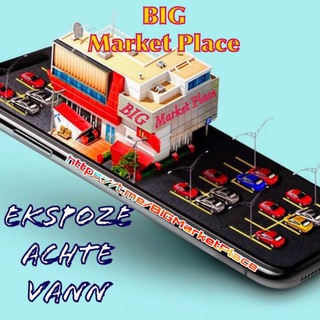 BIG
Market Place
BIG Market Place
https://t.me/BIGMarketPlace
EKSPOZE
ACHTE
VANN